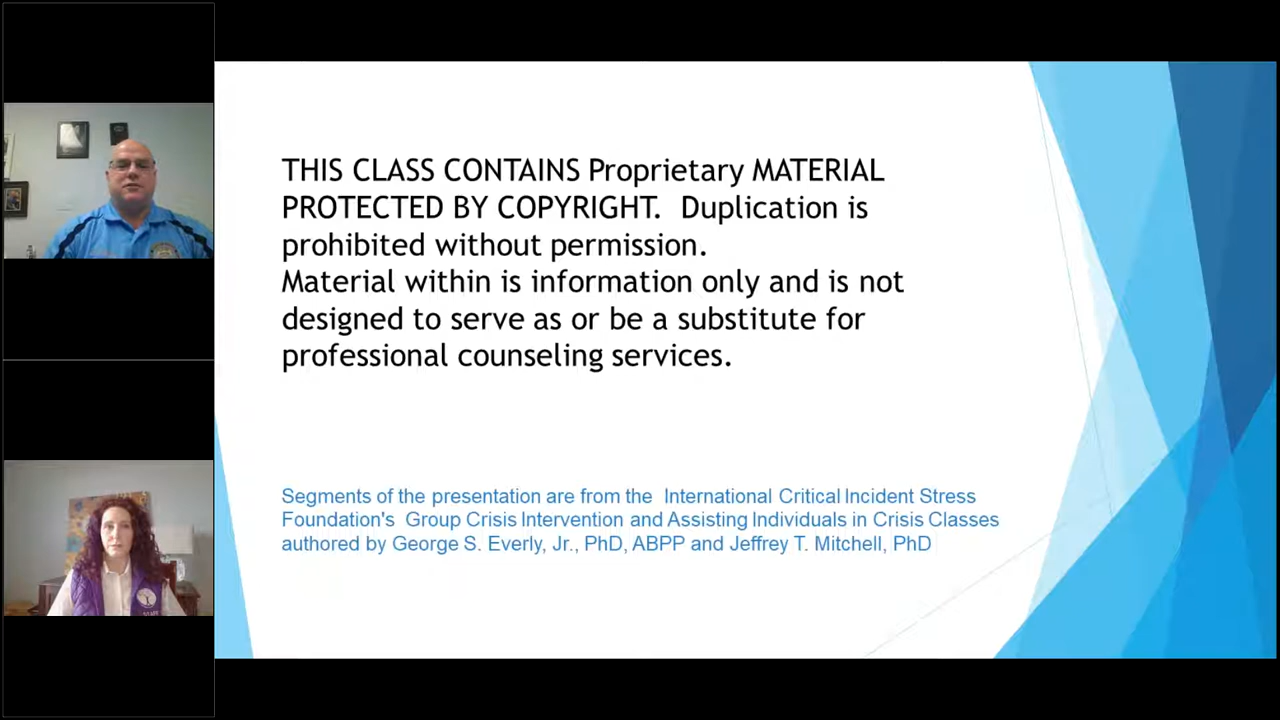 THIS CLASS CONTAINS Proprietary MATERIAL
PROTECTED BY COPYRIGHT. Duplication is
prohibited without permission.
Material within is information only and is not
designed to serve as or be a substitute for
professional counseling services.
Segments of the presentation are from the International Critical Incident Stress
Foundation's Group Crisis Intervention and Assisting Individuals in Crisis Classes
authored by George S. Everly, Jr., PhD, ABPP and Jeffrey T. Mitchell, PhD